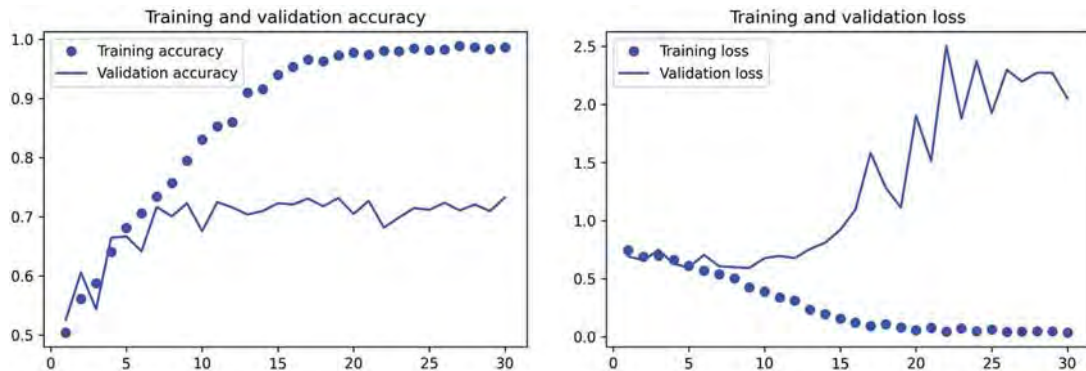 Training and validation accuracy
1.0
0.9
0.8
0.7
0.6
0.5
Training accuracy
Validation accuracy
0 5 10 15 20 25 30
Training and validation loss
2.5
2.0
1.5
1.0
0.5
0.0
Training loss
Validation loss
0 5 10 15 20 25 30